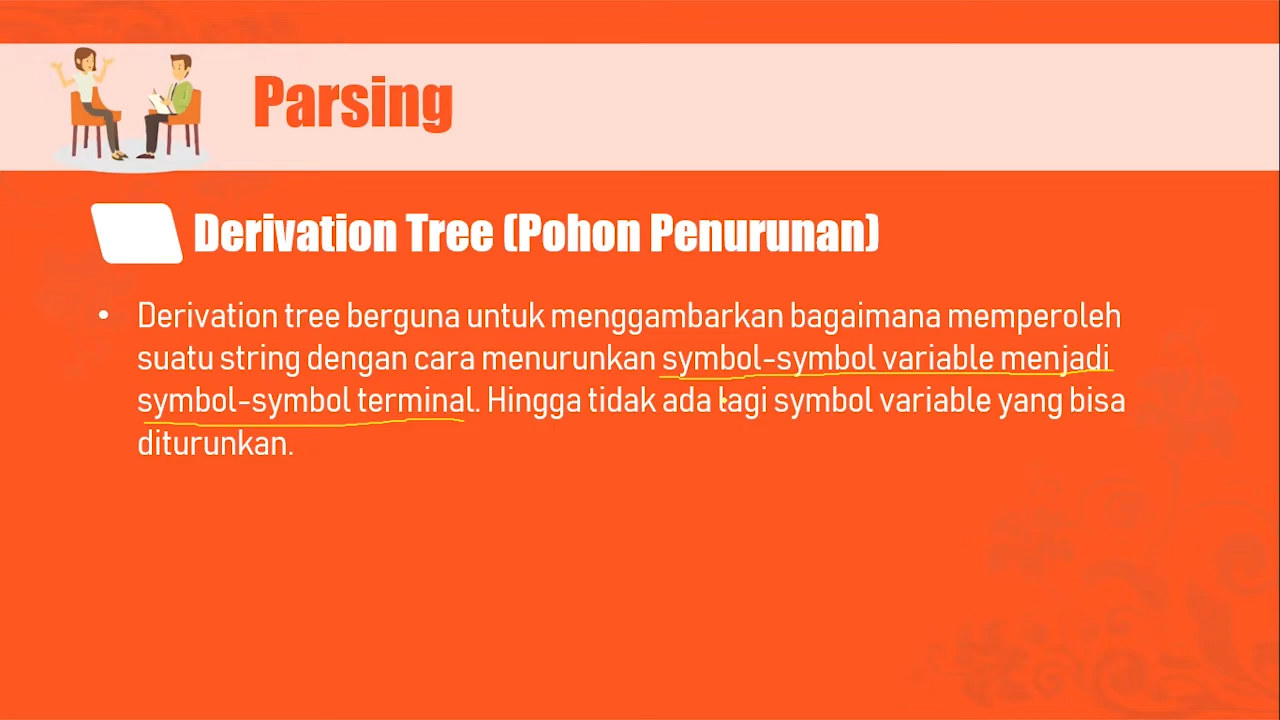 Parsing
Derivation Tree (Pohon Penurunan)
• Derivation tree berguna untuk menggambarkan bagaimana memperoleh
suatu string dengan cara menurunkan symbol-symbol variable menjadi
symbol-symbol terminal. Hingga tidak ada lagi symbol variable yang bisa
diturunkan.